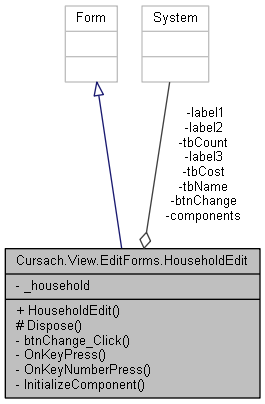 Form
System
-label1
-label2
-tbCount
-label3
-tbCost
-tbName
-btnChange
-components
Cursach.View.EditForms.HouseholdEdit
- _household
+ HouseholdEdit()
# Dispose()
- btnChange_Click()
- OnKeyPress()
- OnKeyNumberPress()
- InitializeComponent()